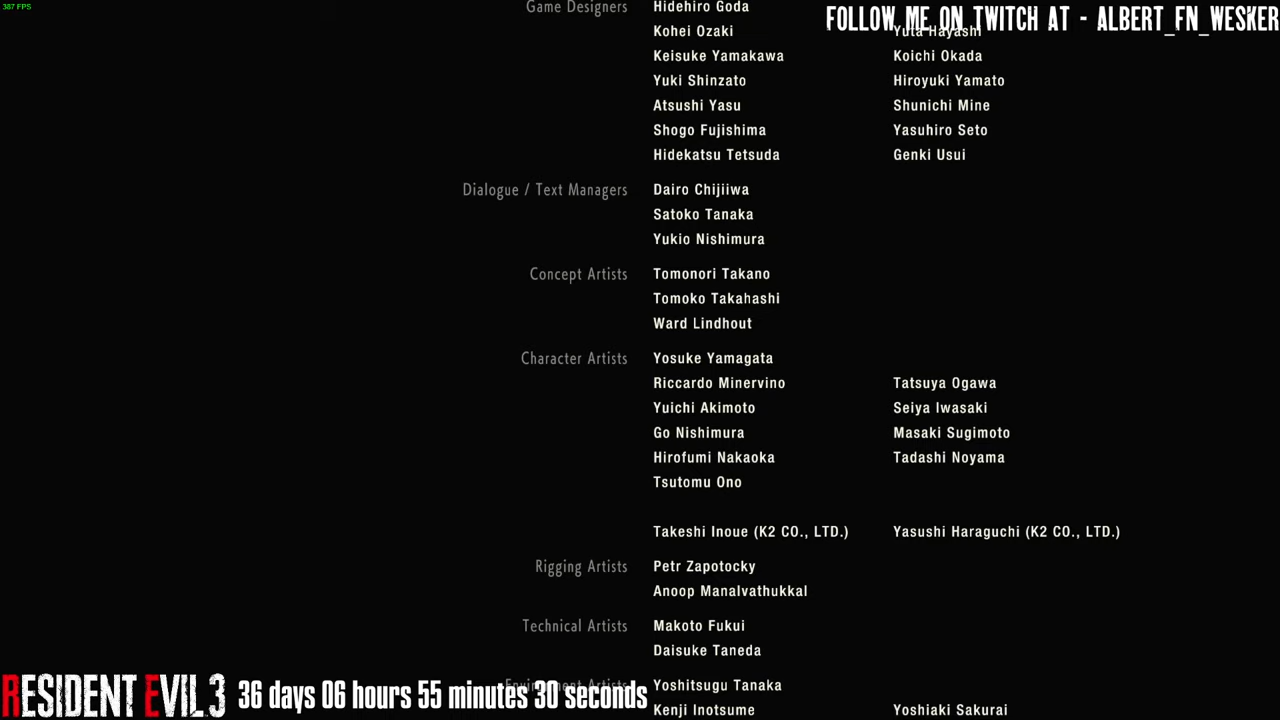 387 FPS
FOLLOW ME ON TWITCH AT - ALBERT_FN_WESKER
Game Designers Hidehiro Goda
Kohei Ozaki Yuta Hayashi
Keisuke Yamakawa Koichi Okada
Yuki Shinzato Hiroyuki Yamato
Atsushi Yasu Shunichi Mine
Shogo Fujishima Yasuhiro Seto
Hidekatsu Tetsuda Genki Usui
Dialogue / Text Managers Dairo Chijiiwa
Satoko Tanaka
Yukio Nishimura
Concept Artists Tomonori Takano
Tomoko Takahashi
Ward Lindhout
Character Artists Yosuke Yamagata
Riccardo Minervino Tatsuya Ogawa
Yuichi Akimoto Seiya Iwasaki
Go Nishimura Masaki Sugimoto
Hirofumi Nakaoka Tadashi Noyama
Tsutomu Ono
Takeshi Inoue (K2 CO., LTD.) Yasushi Haraguchi (K2 CO., LTD.)
Rigging Artists Petr Zapotocky
Anoop Manalvathukkal
Technical Artists Makoto Fukui
Daisuke Taneda
Environment Artists Yoshitsugu Tanaka
Kenji Inotsume Yoshiaki Sakurai
RESIDENT EVIL 3 36 days 06 hours 55 minutes 30 seconds